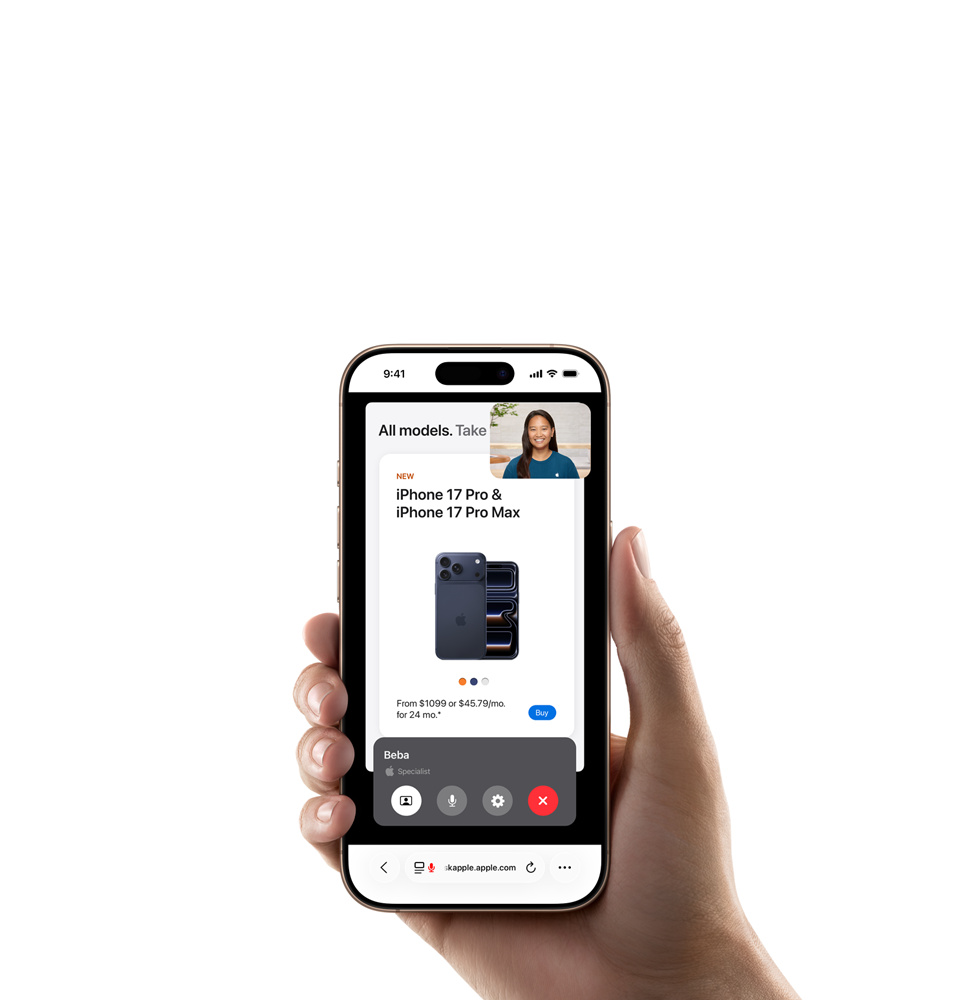 9:41
All models. Take
NEW
iPhone 17 Pro &
iPhone 17 Pro Max
From $1099 or $45.79/mo.
for 24 mo.*
Buy
Beba
Specialist
kapple.apple.com